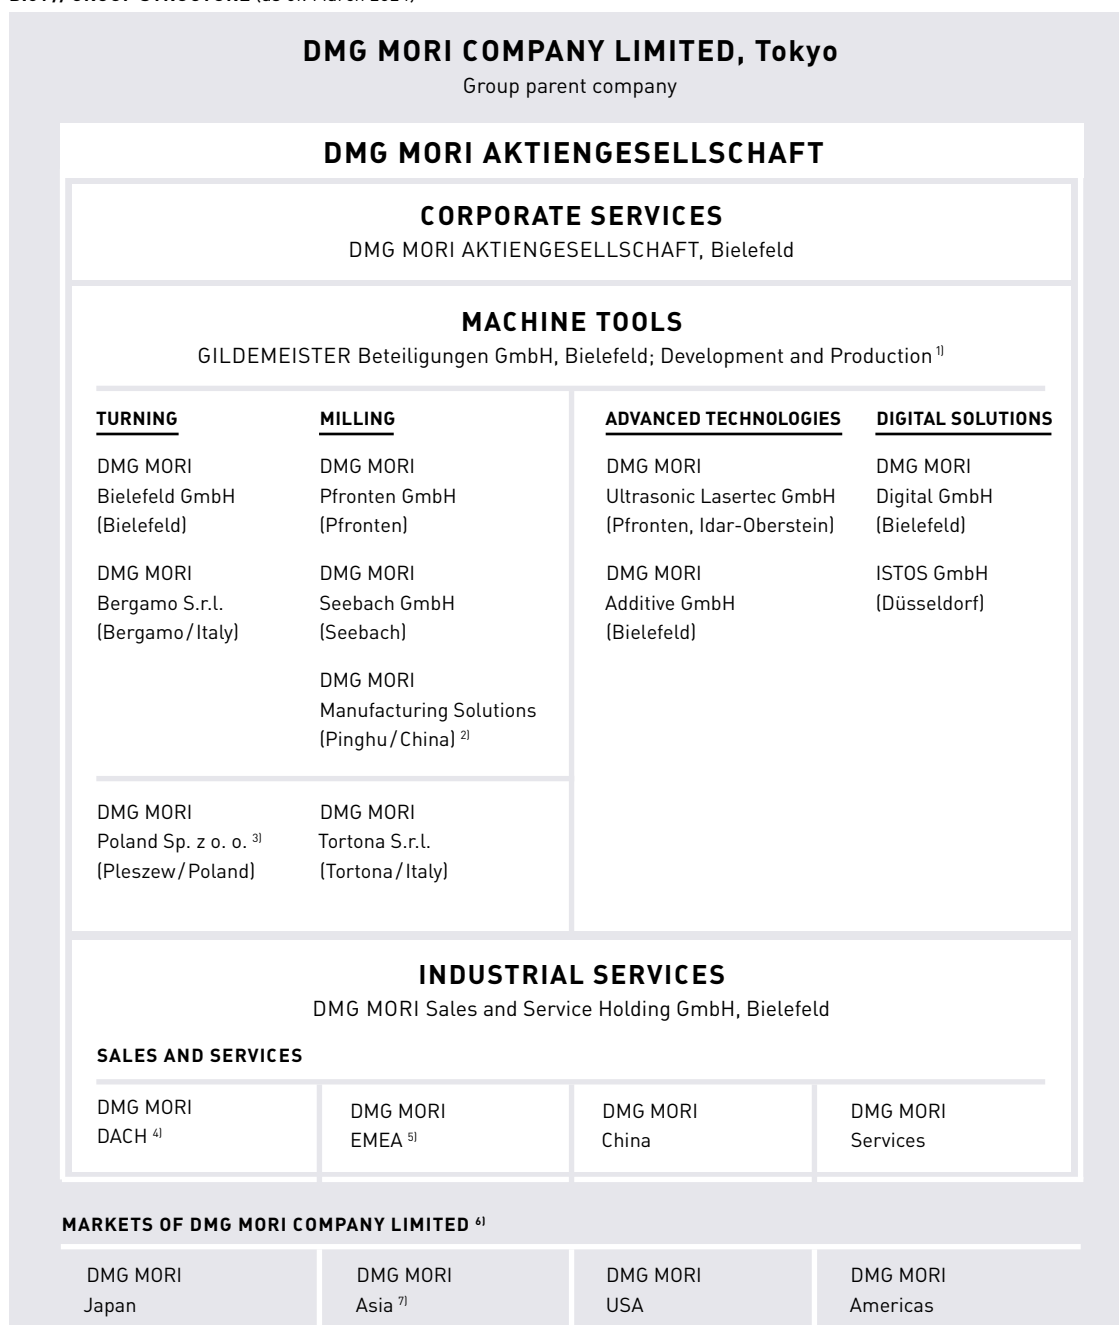 (as on March 2024)
DMG MORI COMPANY LIMITED, Tokyo
Group parent company
DMG MORI AKTIENGESELLSCHAFT
CORPORATE SERVICES
DMG MORI AKTIENGESELLSCHAFT, Bielefeld
MACHINE TOOLS
GILDEMEISTER Beteiligungen GmbH, Bielefeld; Development and Production 1)
TURNING
DMG MORI
Bielefeld GmbH
(Bielefeld)
DMG MORI
Bergamo S.r.l.
(Bergamo/Italy)
MILLING
DMG MORI
Pfronten GmbH
(Pfronten)
DMG MORI
Seebach GmbH
(Seebach)
DMG MORI
Manufacturing Solutions
(Pinghu/China) 2)
DMG MORI
Poland Sp. z o. o. 3)
(Pleszew/Poland)
DMG MORI
Tortona S.r.l.
(Tortona/Italy)
ADVANCED TECHNOLOGIES
DMG MORI
Ultrasonic Lasertec GmbH
(Pfronten, Idar-Oberstein)
DMG MORI
Additive GmbH
(Bielefeld)
DIGITAL SOLUTIONS
DMG MORI
Digital GmbH
(Bielefeld)
ISTOS GmbH
(Düsseldorf)
INDUSTRIAL SERVICES
DMG MORI Sales and Service Holding GmbH, Bielefeld
SALES AND SERVICES
DMG MORI
DACH 4)
DMG MORI
EMEA 5)
DMG MORI
China
DMG MORI
Services
MARKETS OF DMG MORI COMPANY LIMITED 6)
DMG MORI
Japan
DMG MORI
Asia 7)
DMG MORI
USA
DMG MORI
Americas